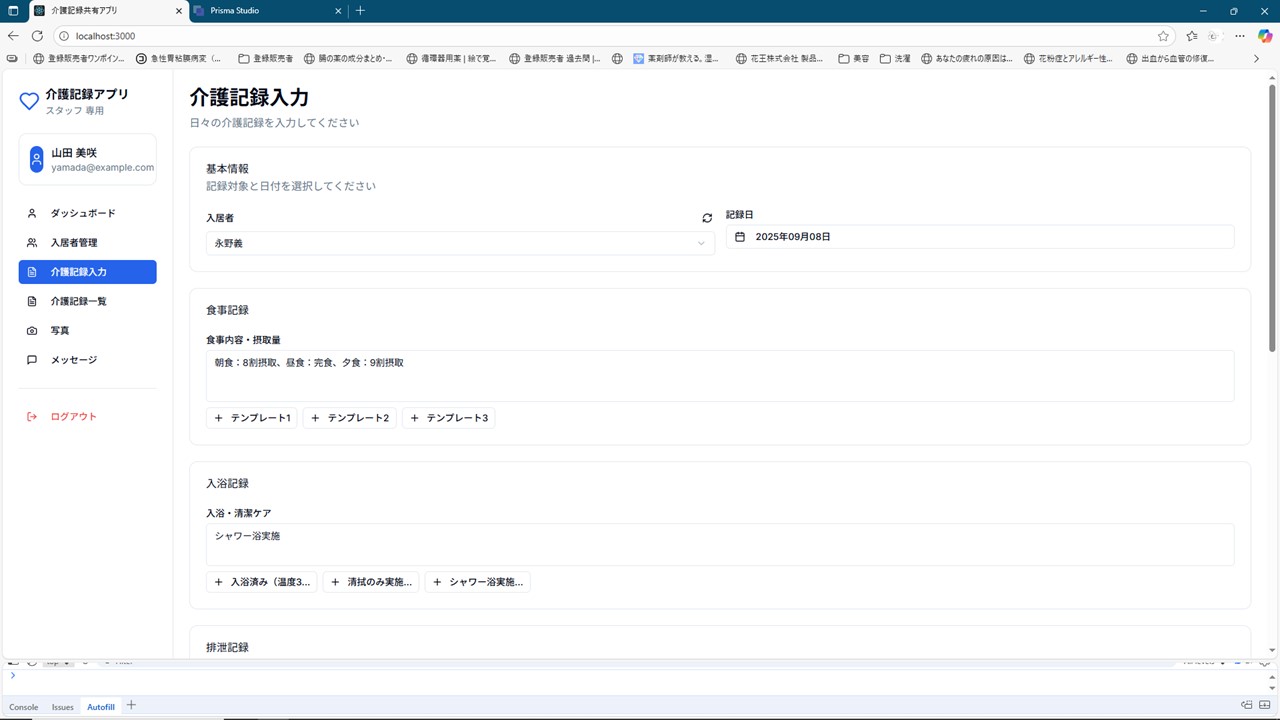 介護記録共有アプリ
Prisma Studio
localhost:3000
登録販売者ワンポイン...
急性胃粘膜病変(...
登録販売者
腸の薬の成分まとめ-...
循環器用薬 | 絵で覚...
登録販売者 過去問 |...
薬剤師が教える。湿...
花王株式会社 製品...
美容
洗濯
あなたの疲れの原因は...
花粉症とアレルギー性...
出血から血管の修復...
介護記録アプリ
スタッフ 専用
山田 美咲
yamada@example.com
ダッシュボード
入居者管理
介護記録入力
介護記録一覧
写真
メッセージ
ログアウト
介護記録入力
日々の介護記録を入力してください
基本情報
記録対象と日付を選択してください
入居者
永野義
記録日
2025年09月08日
食事記録
食事内容・摂取量
朝食:8割摂取、昼食:完食、夕食:9割摂取
テンプレート1
テンプレート2
テンプレート3
入浴記録
入浴・清潔ケア
シャワー浴実施
入浴済み(温度3...
清拭のみ実施...
シャワー浴実施...
排泄記録
Console
Issues
Autofill